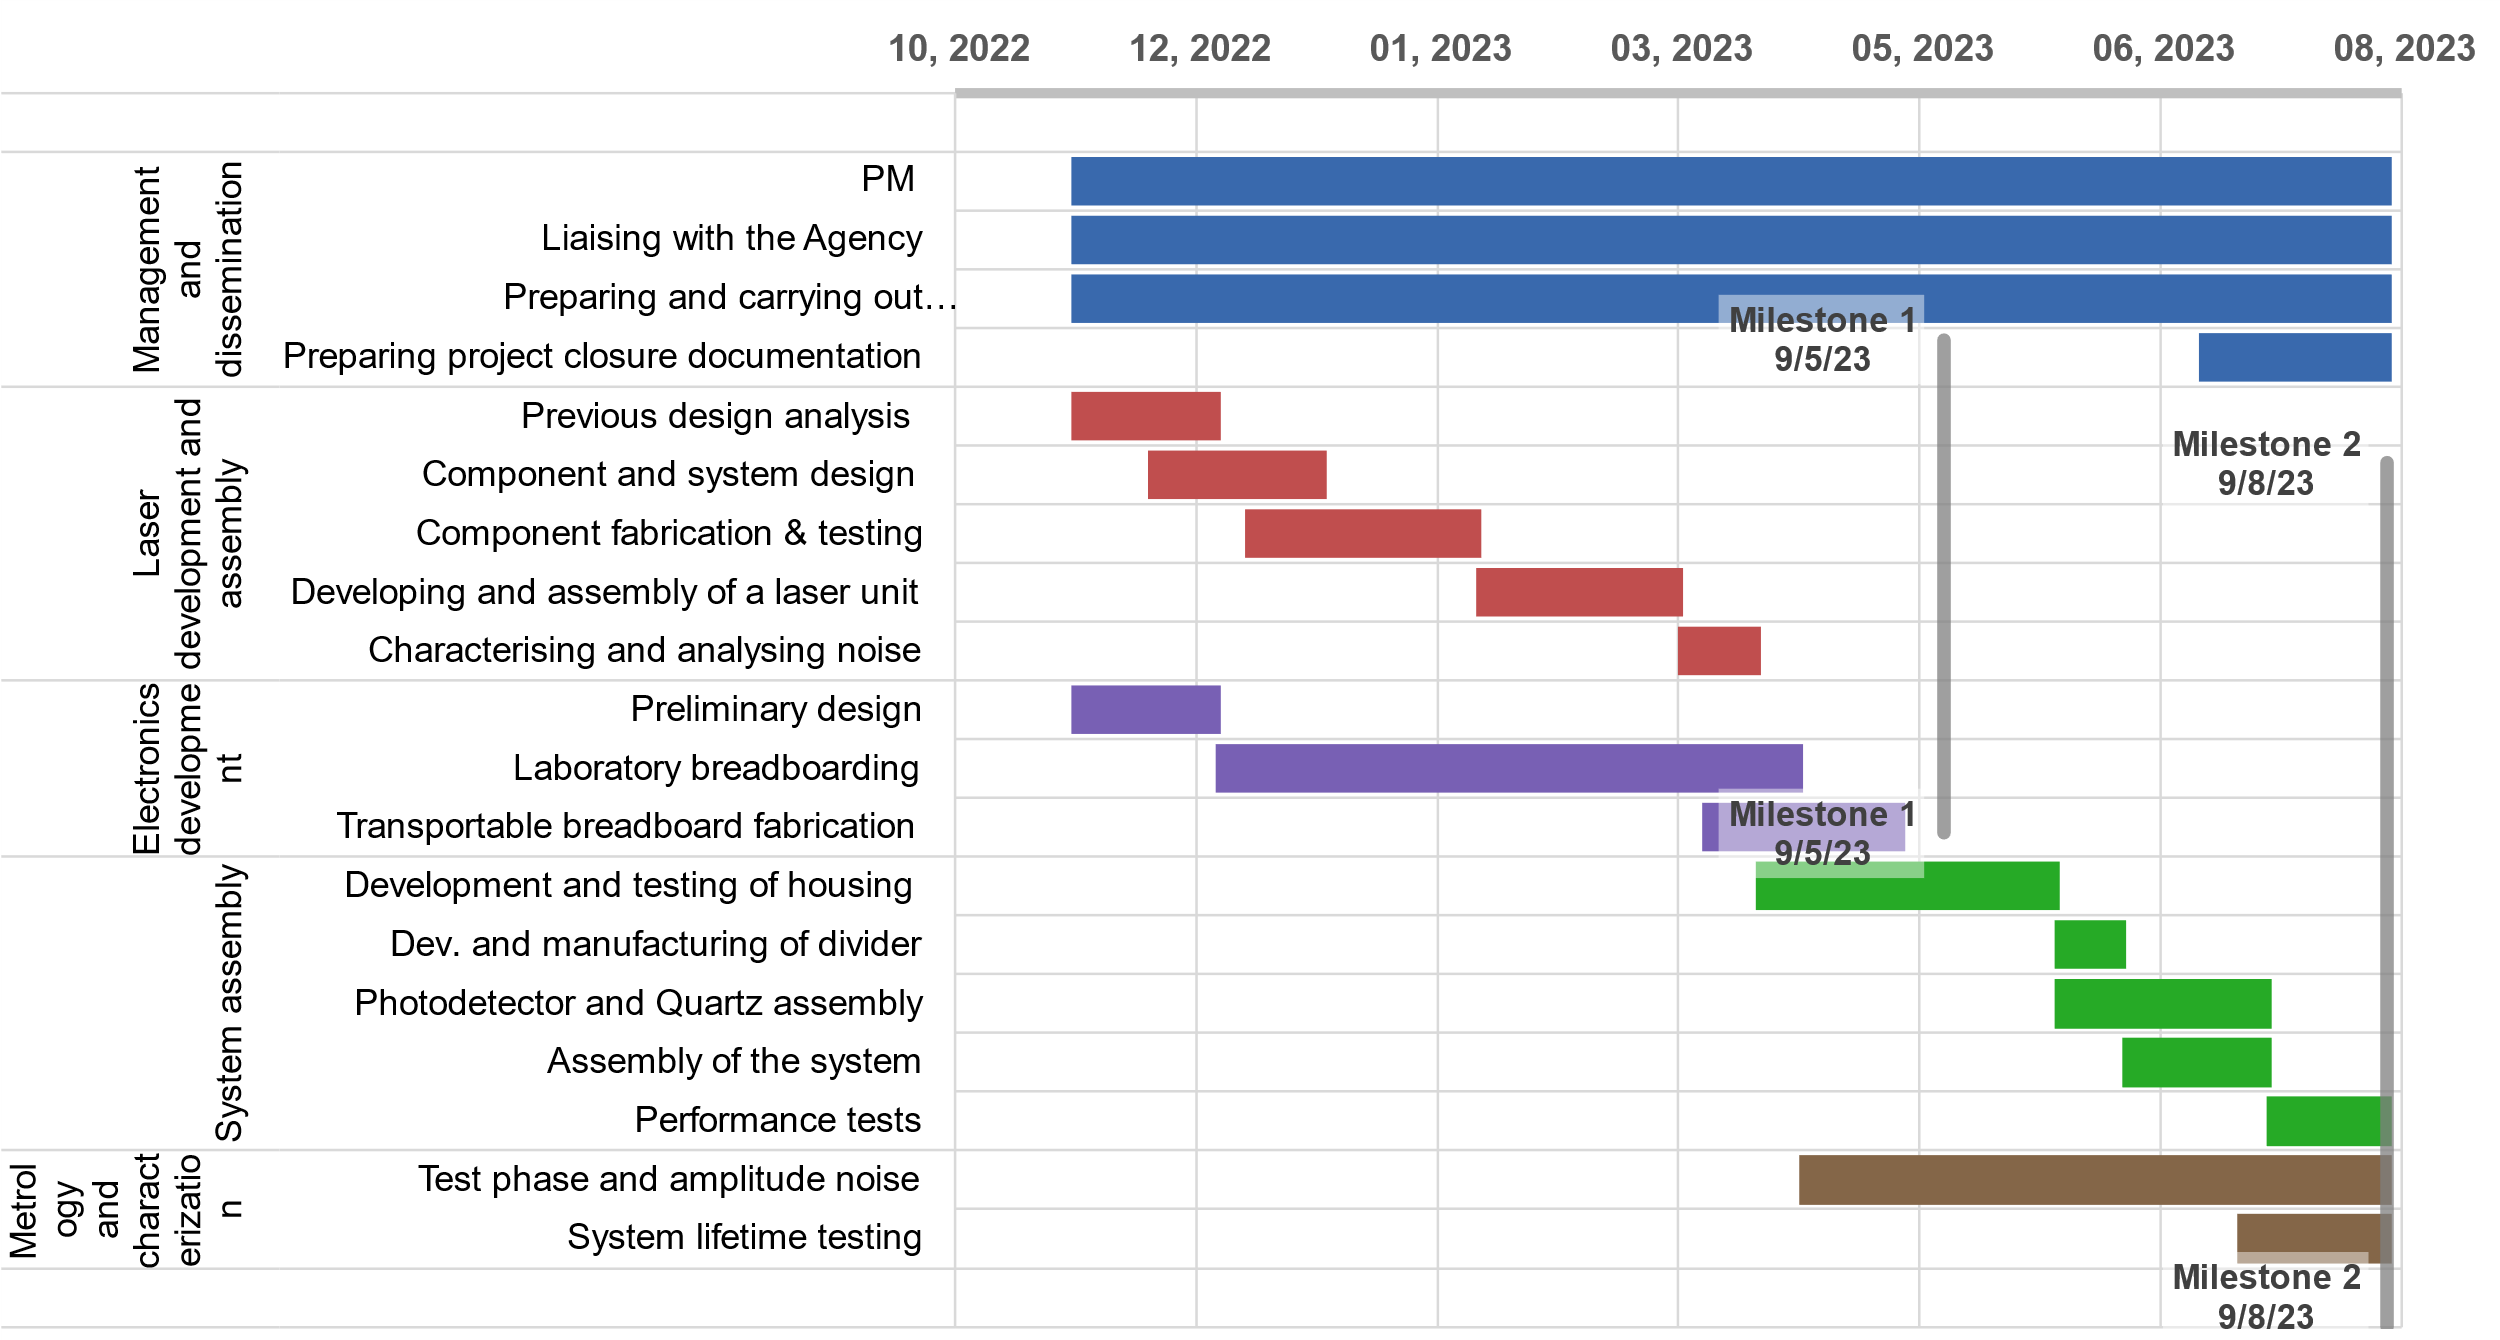 10, 2022
12, 2022
01, 2023
03, 2023
05, 2023
06, 2023
08, 2023
Management
and
dissemination
PM
Liaising with the Agency
Preparing and carrying out…
Preparing project closure documentation
Milestone 1
9/5/23
Laser
development and
assembly
Previous design analysis
Component and system design
Component fabrication & testing
Developing and assembly of a laser unit
Characterising and analysing noise
Milestone 2
9/8/23
Electronics
developme
nt
Preliminary design
Laboratory breadboarding
Transportable breadboard fabrication
Milestone 1
9/5/23
System assembly
Development and testing of housing
Dev. and manufacturing of divider
Photodetector and Quartz assembly
Assembly of the system
Performance tests
Metrol
ogy
and
charact
erizatio
n
Test phase and amplitude noise
System lifetime testing
Milestone 2
9/8/23